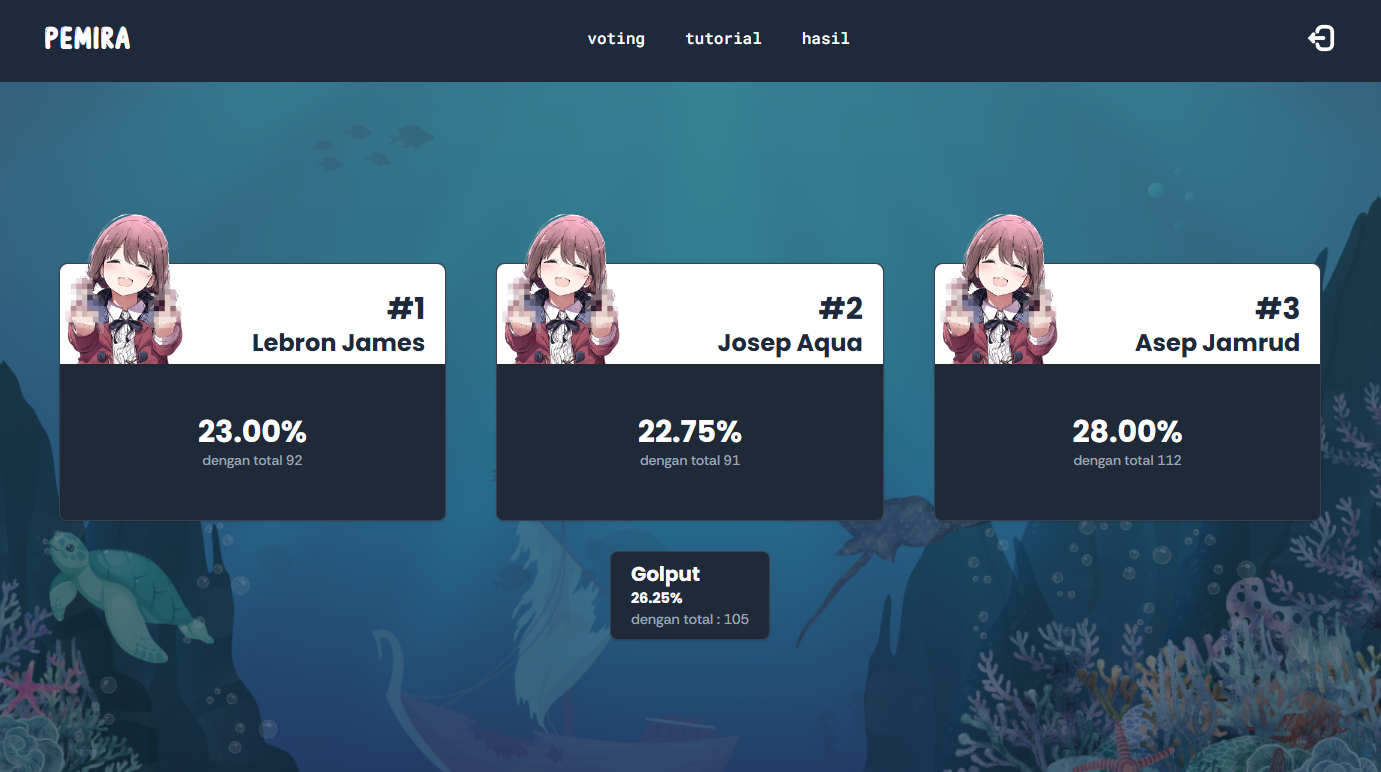 PEMIRA
voting
tutorial
hasil
#1
Lebron James
23.00%
dengan total 92
#2
Josep Aqua
22.75%
dengan total 91
#3
Asep Jamrud
28.00%
dengan total 112
Golput
26.25%
dengan total : 105